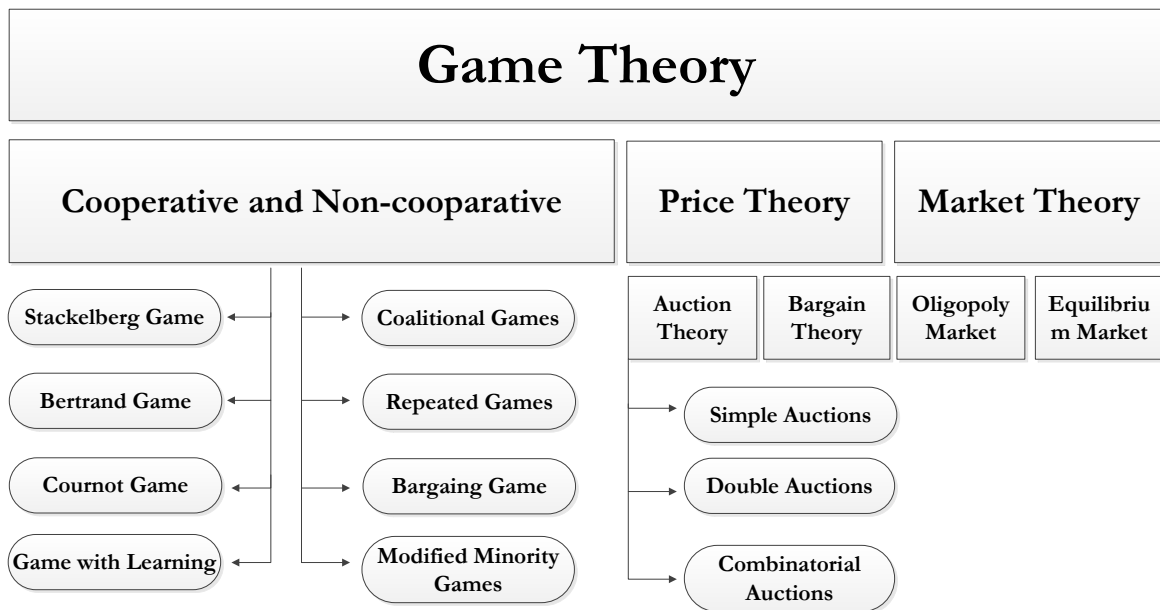 Game Theory
Cooperative and Non-cooparative
Price Theory
Market Theory
Stackelberg Game
Bertrand Game
Cournot Game
Game with Learning
Coalitional Games
Repeated Games
Bargaing Game
Modified Minority
Games
Auction
Theory
Bargain
Theory
Oligopoly
Market
Equilibriu
m Market
Simple Auctions
Double Auctions
Combinatorial
Auctions